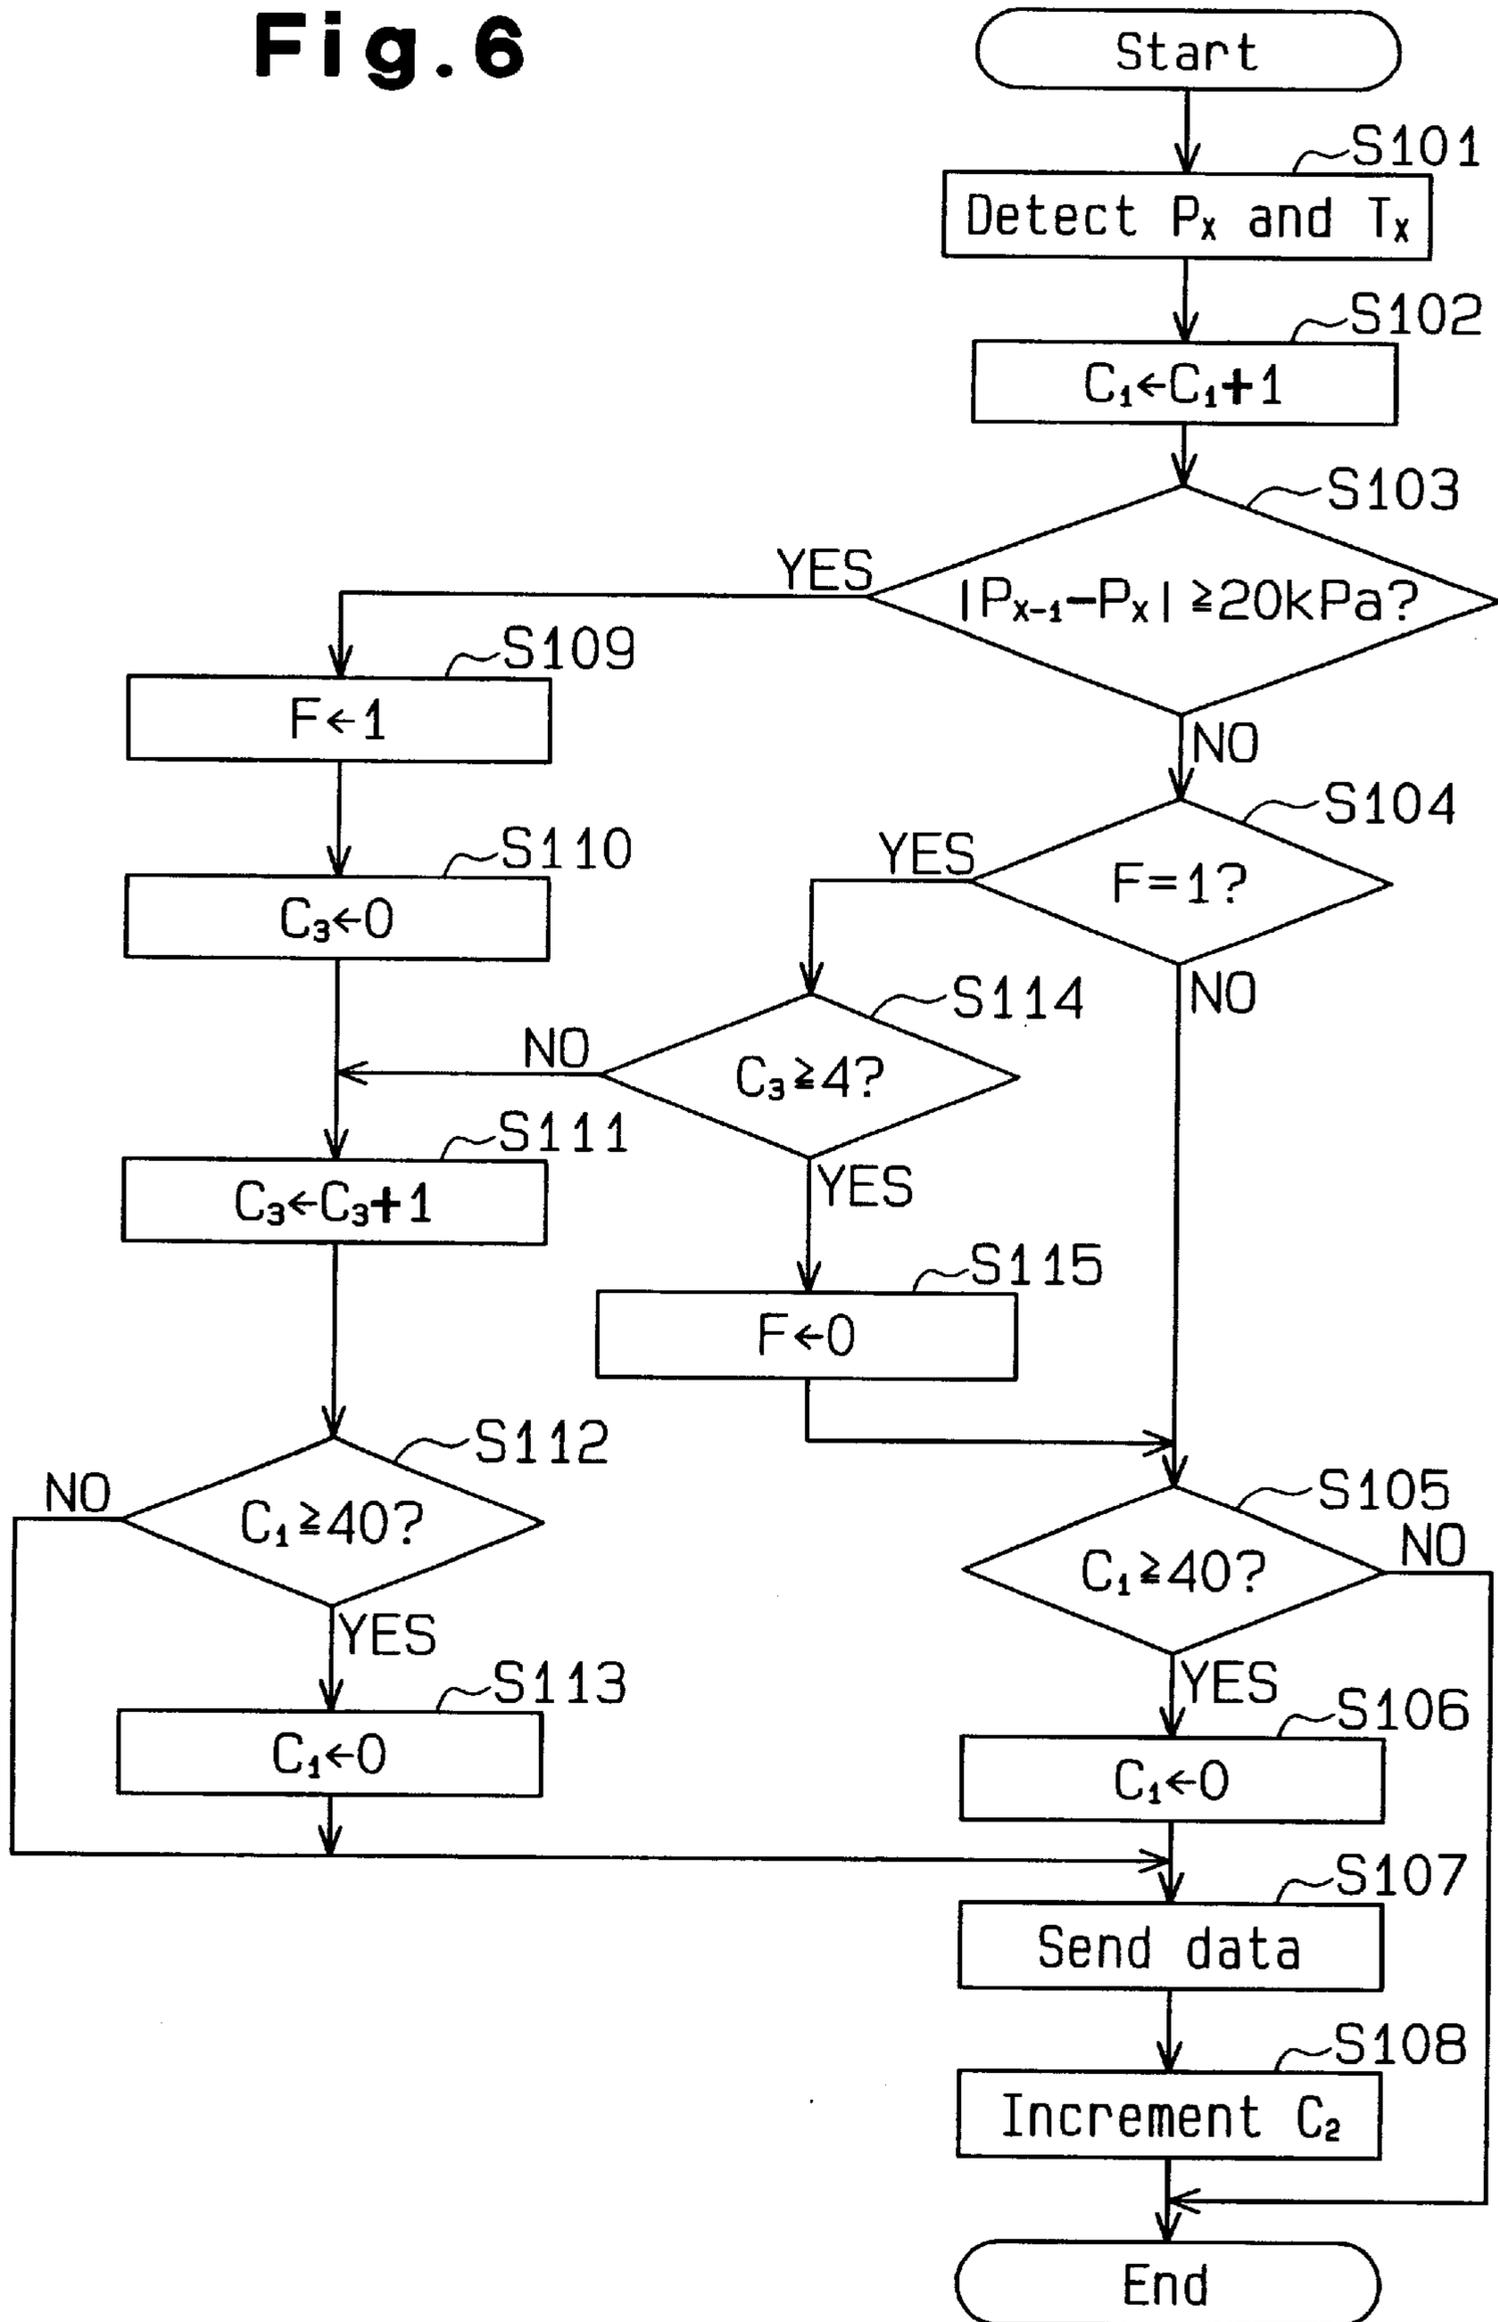 Fig.6
Start
S101
Detect Pₓ and Tₓ
S102
C₁←C₁+1
S103
|Pₓ₋₁−Pₓ| ≧20kPa?
YES
NO
S109
F←1
S104
F=1?
YES
NO
S110
C₃←0
S114
C₃≧4?
NO
YES
S111
C₃←C₃+1
S115
F←0
S112
C₁≧40?
NO
YES
S105
C₁≧40?
NO
YES
S113
C₁←0
S106
C₁←0
S107
Send data
S108
Increment C₂
End